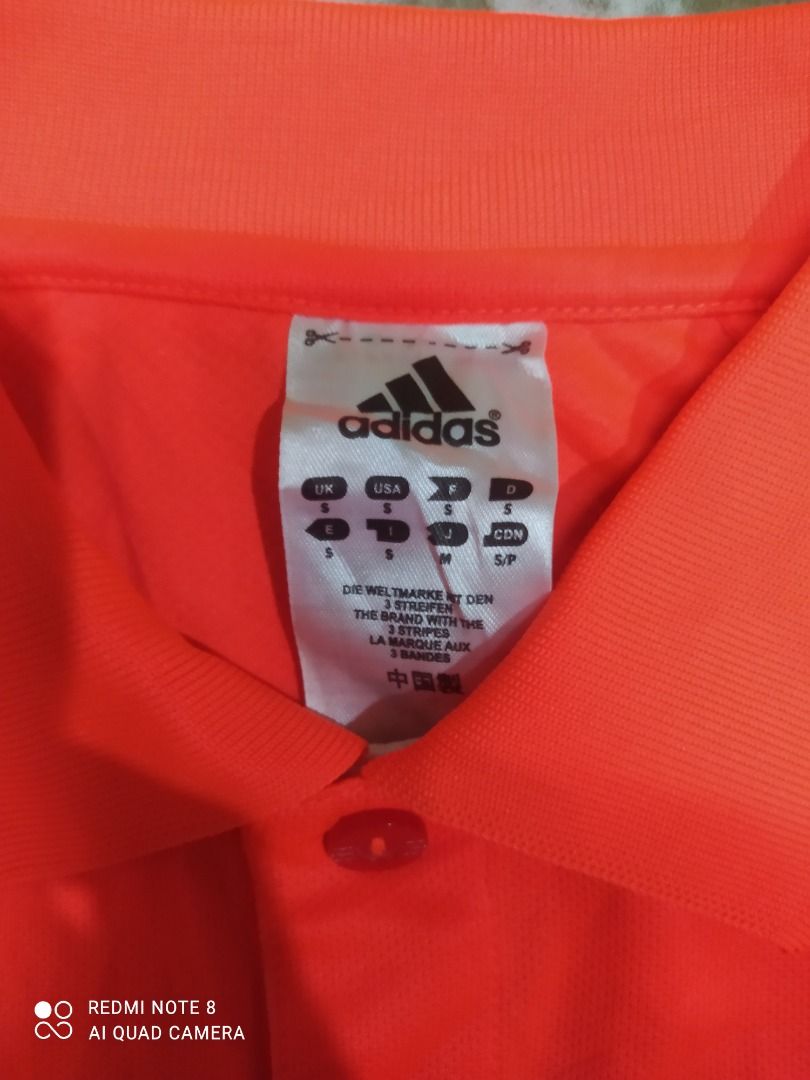 adidas®
UK USA F D
S S S S
E I J CDN
S S M S/P
DIE WELTMARKE MIT DEN
3 STREIFEN
THE BRAND WITH THE
3 STRIPES
LA MARQUE AUX
3 BANDES
中国製
REDMI NOTE 8
AI QUAD CAMERA